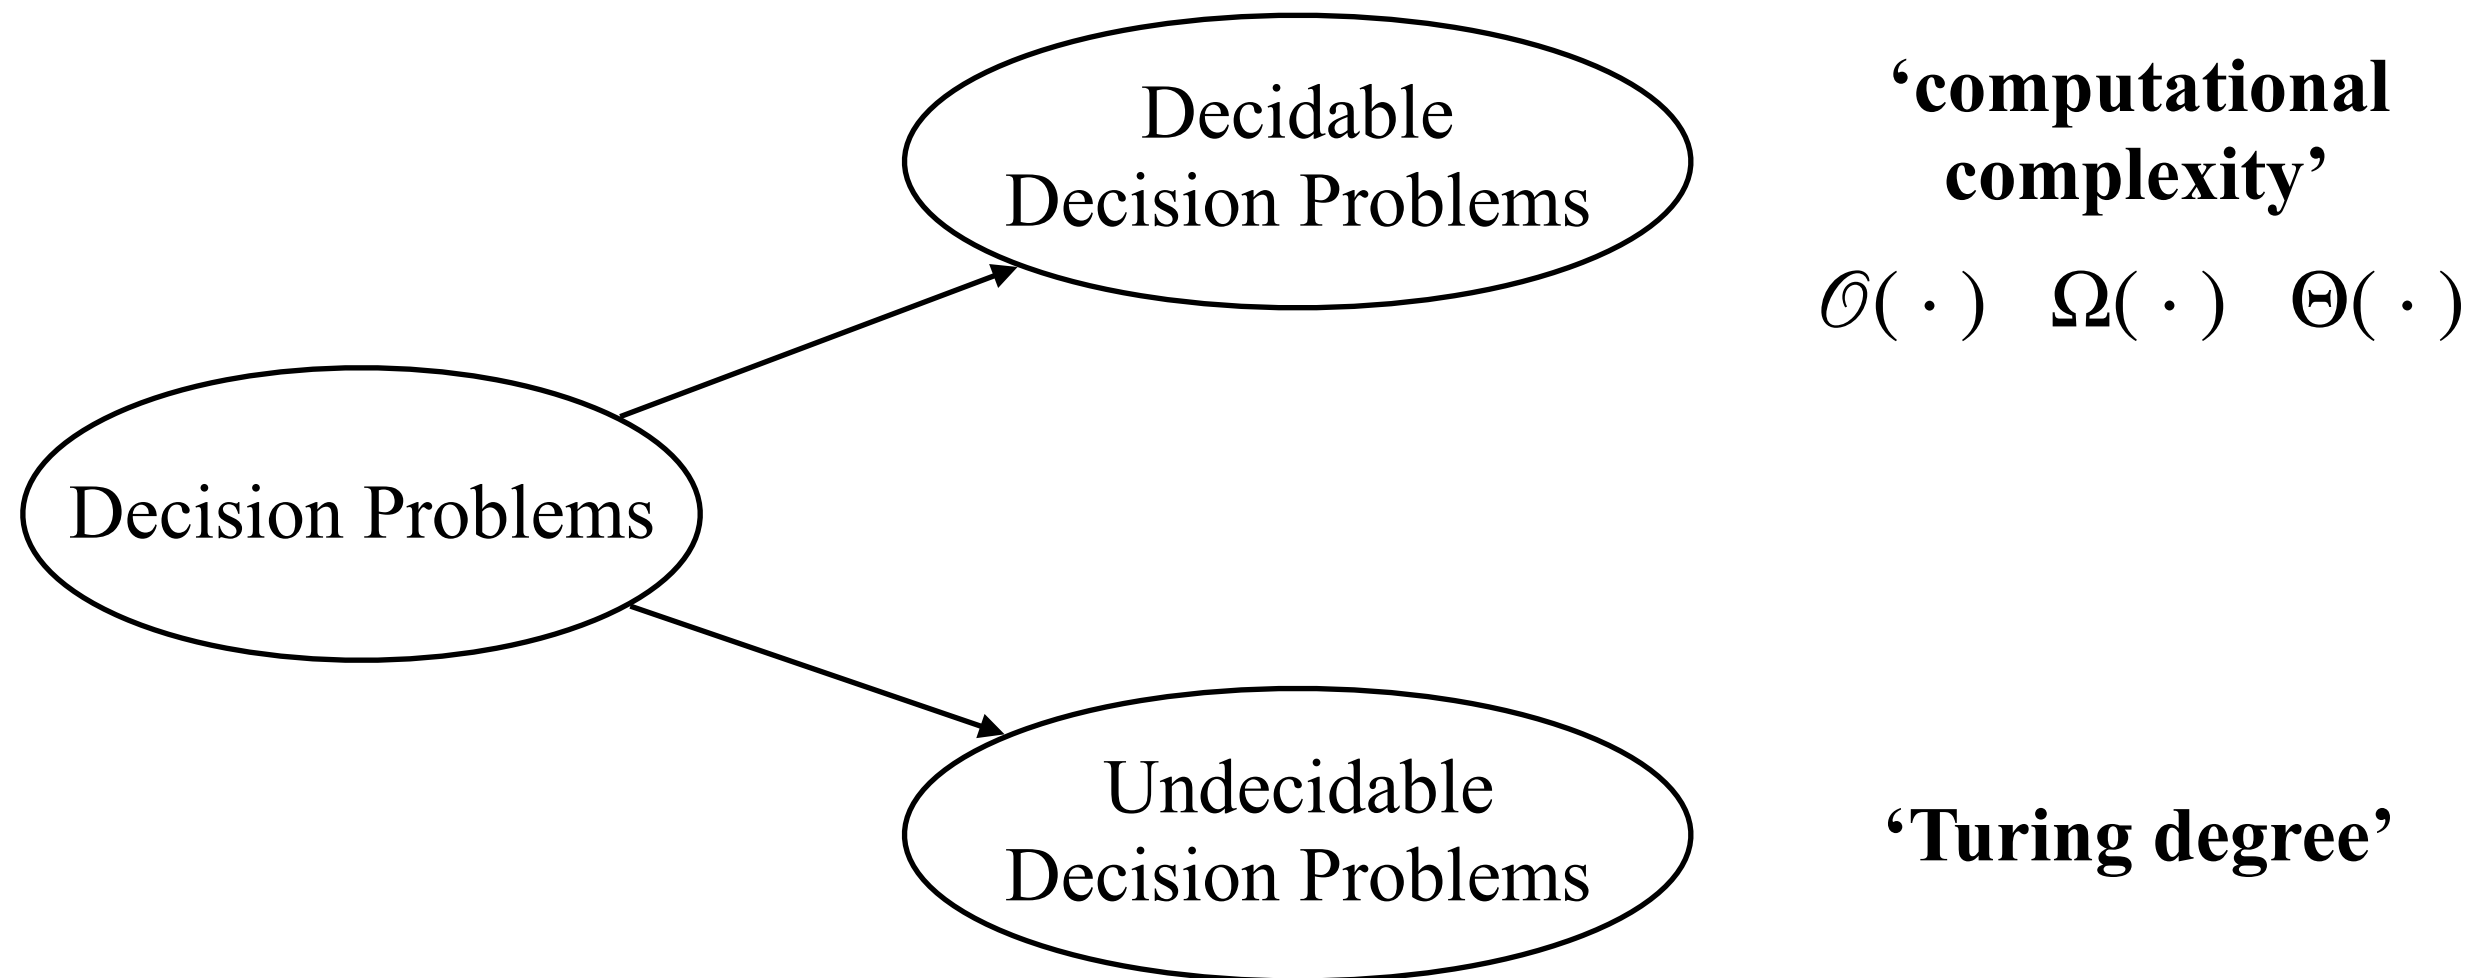 Decidable
Decision Problems
‘computational
complexity’
𝒪( · ) Ω( · ) Θ( · )
Decision Problems
Undecidable
Decision Problems
‘Turing degree’